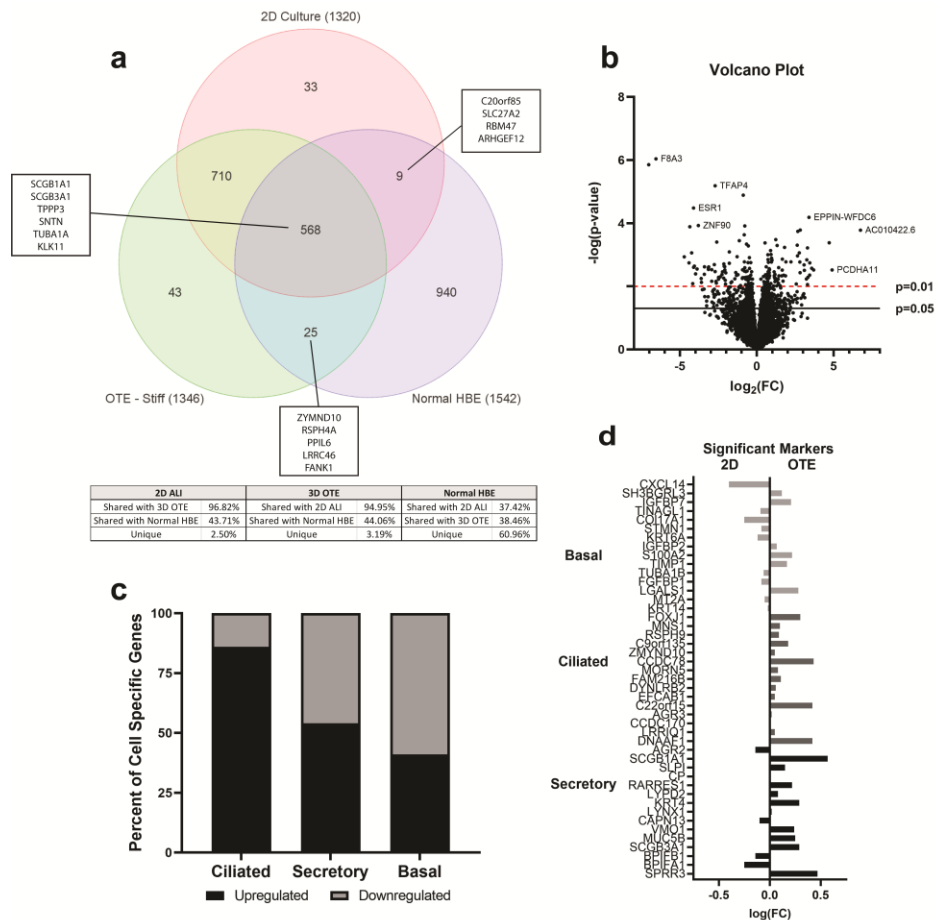 a
2D Culture (1320)
33
710
9
568
43
25
940
OTE - Stiff (1346)
Normal HBE (1542)
C20orf85
SLC27A2
RBM47
ARHGEF12
SCGB1A1
SCGB3A1
TPPP3
SNTN
TUBA1A
KLK11
ZYMND10
RSPH4A
PPIL6
LRRC46
FANK1
2D ALI 3D OTE Normal HBE
Shared with 3D OTE 96.82% Shared with 2D ALI 94.95% Shared with 2D ALI 37.42%
Shared with Normal HBE 43.71% Shared with Normal HBE 44.06% Shared with 3D OTE 38.46%
Unique 2.50% Unique 3.19% Unique 60.96%
b
Volcano Plot
-log(p-value)
8
6
4
2
0
F8A3
TFAP4
ESR1
ZNF90
EPPIN-WFDC6
AC010422.6
PCDHA11
p=0.01
p=0.05
-5 0 5
log2(FC)
c
Percent of Cell Specific Genes
100
75
50
25
0
Ciliated Secretory Basal
Upregulated Downregulated
d
Significant Markers
2D OTE
Basal
CXCL14
SH3BGRL3
IGFBP7
TINAGL1
COL17A1
STMN1
KRT6A
IGFBP2
S100A2
TIMP1
TUBA1B
FGFBP1
LGALS1
MT2A
KRT14
Ciliated
FOXJ1
MNS1
RSPH9
C9orf135
ZMYND10
CCDC78
MORN5
FAM216B
DYNLRB2
EFCAB1
C22orf15
AGR3
CCDC170
LRRIQ1
DNAAF1
Secretory
AGR2
SCGB1A1
SLPI
CP
RARRES1
LYPD2
KRT4
LYNX1
CAPN13
VMO1
MUC5B
SCGB3A1
BPIFB1
BPIFA1
SPRR3
-0.5 0.0 0.5
log(FC)